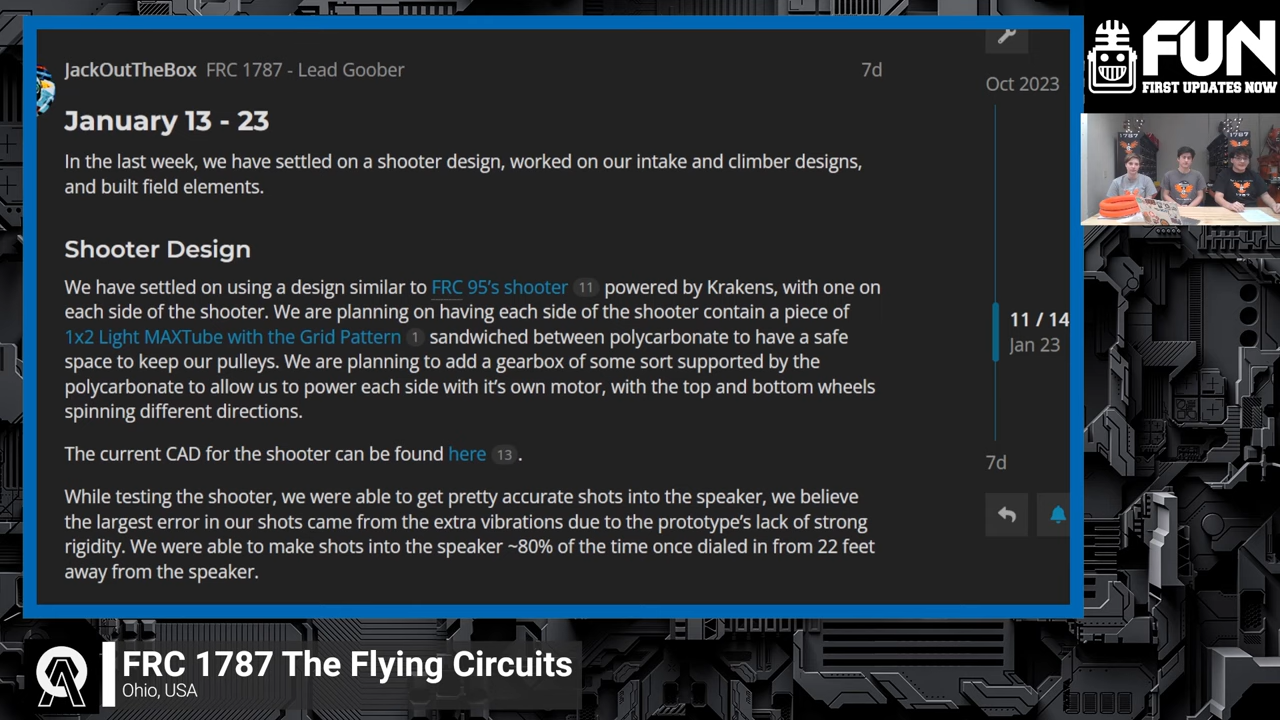 JackOutTheBox FRC 1787 - Lead Goober 7d
January 13 - 23
In the last week, we have settled on a shooter design, worked on our intake and climber designs,
and built field elements.
Shooter Design
We have settled on using a design similar to FRC 95's shooter 11 powered by Krakens, with one on
each side of the shooter. We are planning on having each side of the shooter contain a piece of
1x2 Light MAXTube with the Grid Pattern 1 sandwiched between polycarbonate to have a safe
space to keep our pulleys. We are planning to add a gearbox of some sort supported by the
polycarbonate to allow us to power each side with it's own motor, with the top and bottom wheels
spinning different directions.
The current CAD for the shooter can be found here 13 .
While testing the shooter, we were able to get pretty accurate shots into the speaker, we believe
the largest error in our shots came from the extra vibrations due to the prototype's lack of strong
rigidity. We were able to make shots into the speaker ~80% of the time once dialed in from 22 feet
away from the speaker.
Oct 2023
11 / 14
Jan 23
7d
FUN
FIRST UPDATES NOW
1787
1787
FRC 1787 The Flying Circuits
Ohio, USA